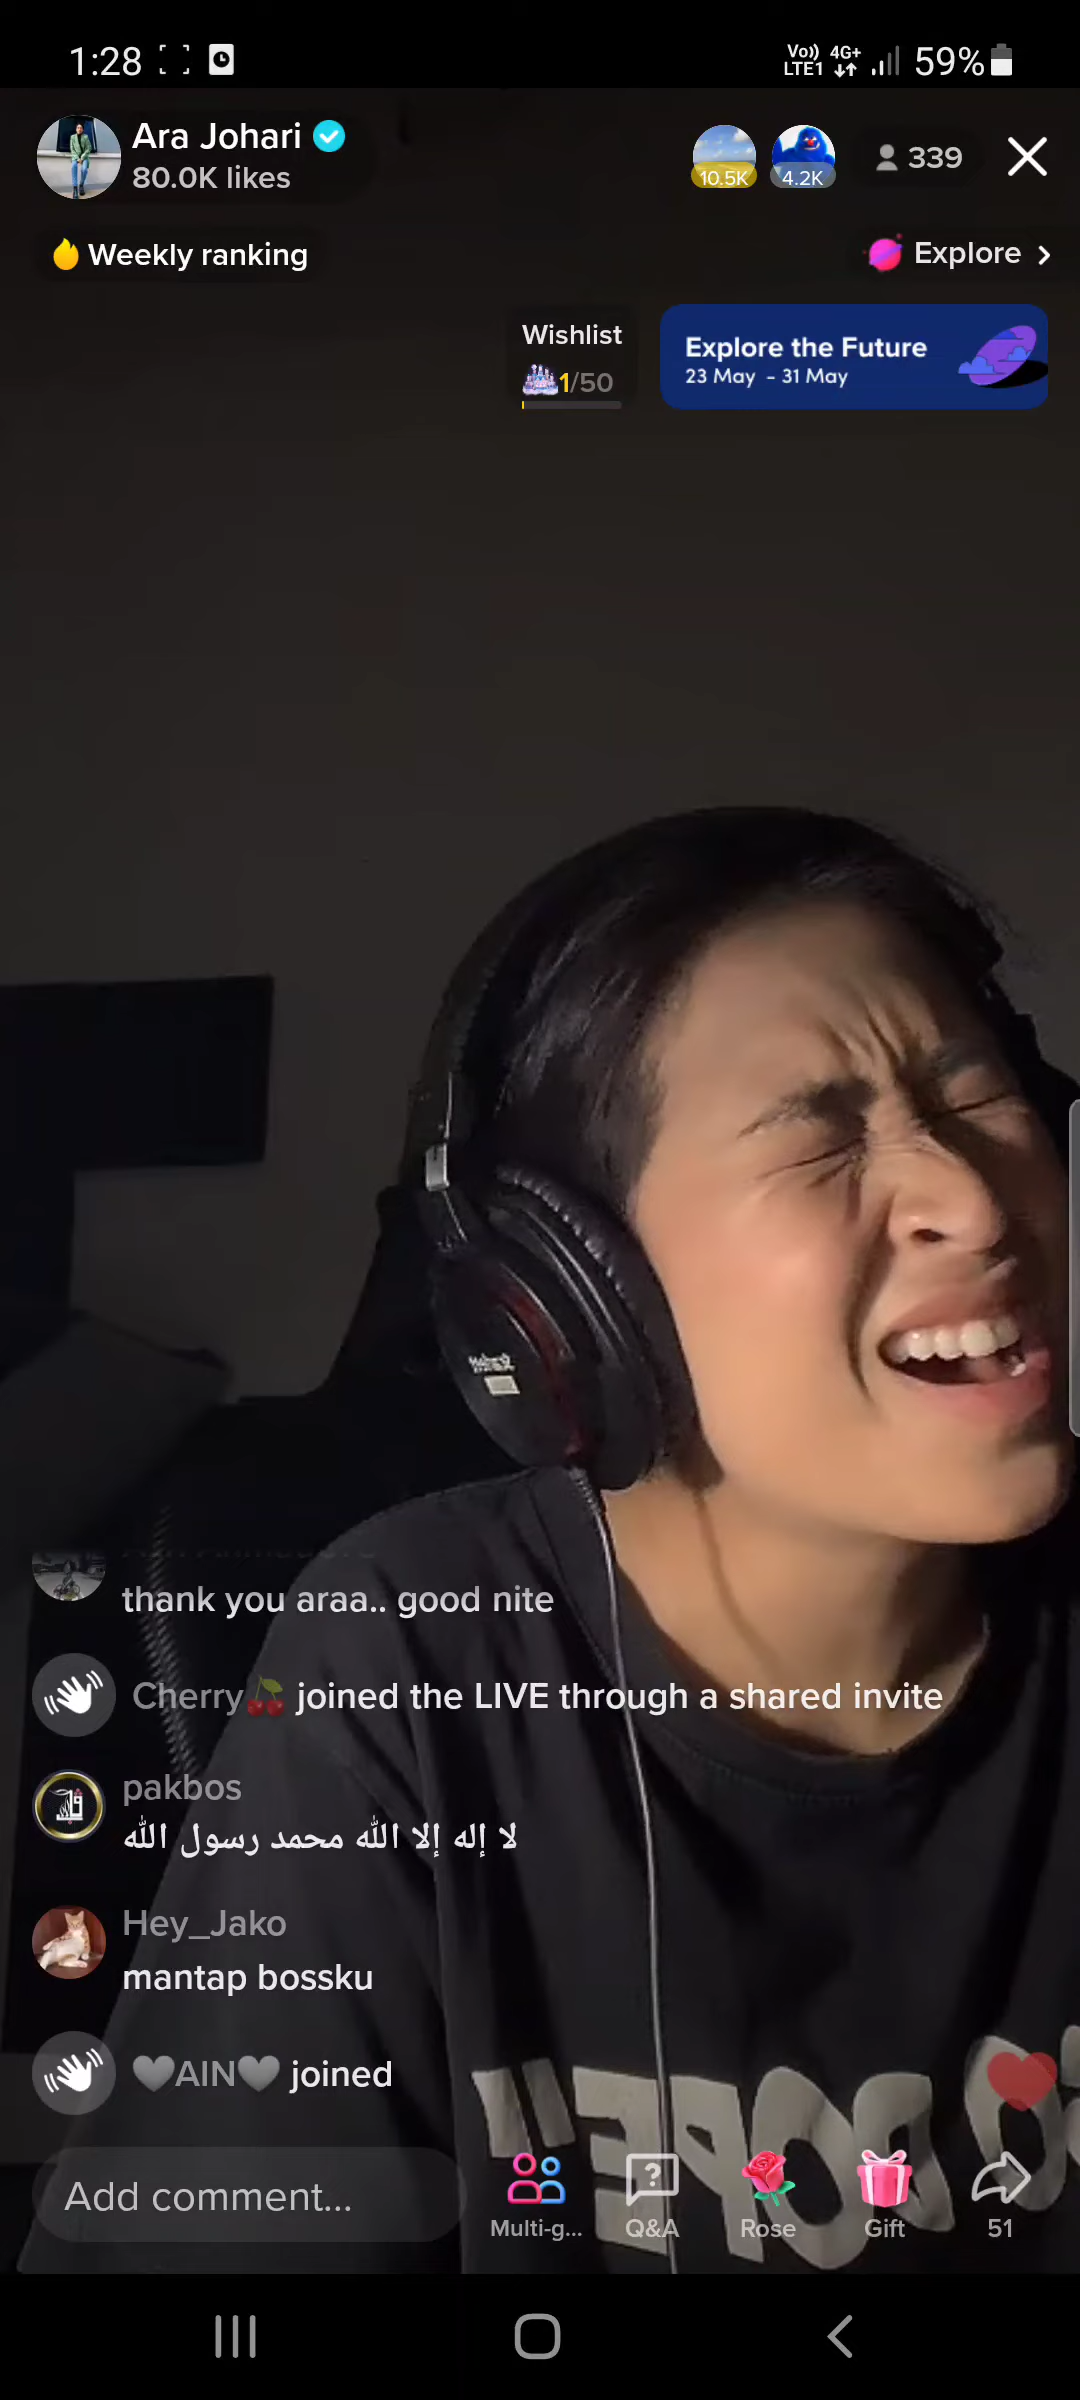 1:28 Vo)) LTE1 4G+ 59%
Ara Johari
80.0K likes
10.5K 4.2K 339
Weekly ranking Explore
Wishlist
1/50
Explore the Future
23 May - 31 May
thank you araa.. good nite
Cherry🍒 joined the LIVE through a shared invite
pakbos
لا إله إلا الله محمد رسول الله
Hey_Jako
mantap bossku
🤍AIN🤍 joined
Add comment...
Multi-g... Q&A Rose Gift 51
DOPE"